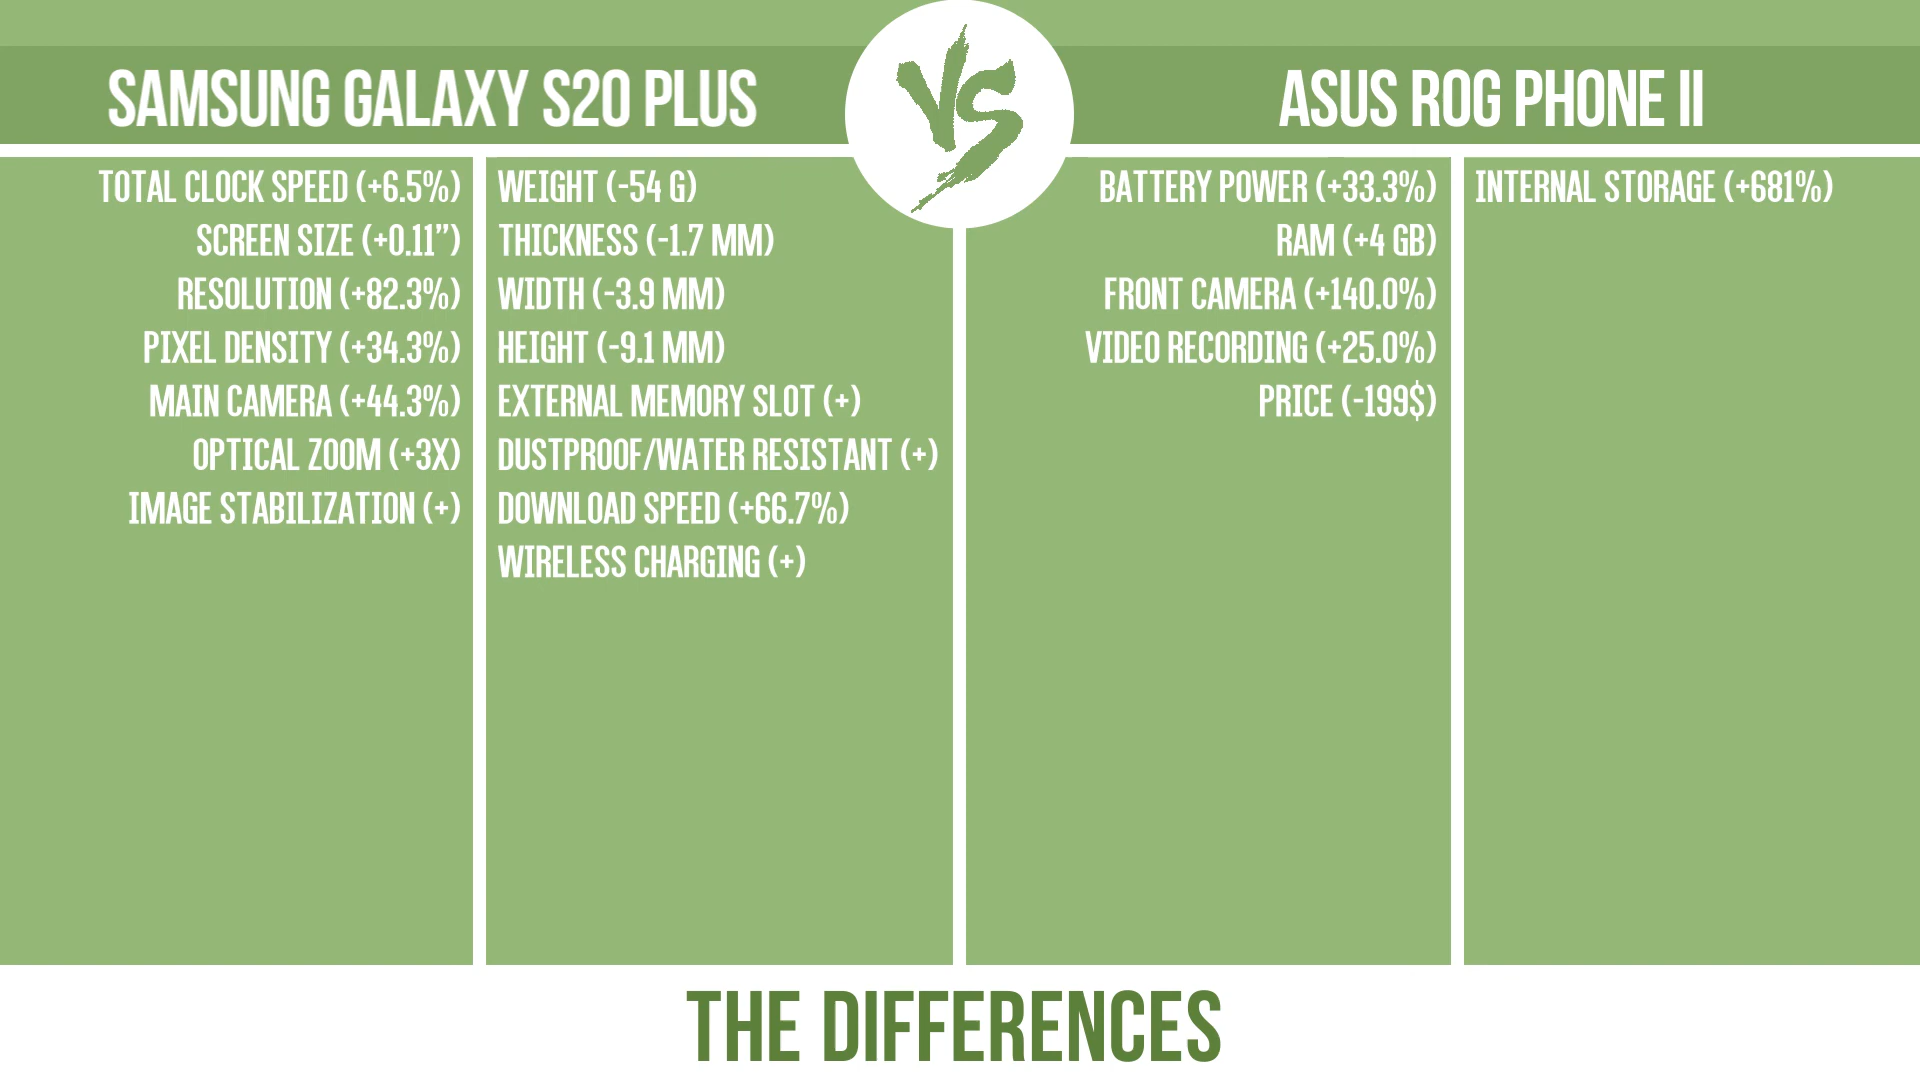 SAMSUNG GALAXY S20 PLUS
VS
ASUS ROG PHONE II
TOTAL CLOCK SPEED (+6.5%)
SCREEN SIZE (+0.11”)
RESOLUTION (+82.3%)
PIXEL DENSITY (+34.3%)
MAIN CAMERA (+44.3%)
OPTICAL ZOOM (+3X)
IMAGE STABILIZATION (+)
WEIGHT (-54 G)
THICKNESS (-1.7 MM)
WIDTH (-3.9 MM)
HEIGHT (-9.1 MM)
EXTERNAL MEMORY SLOT (+)
DUSTPROOF/WATER RESISTANT (+)
DOWNLOAD SPEED (+66.7%)
WIRELESS CHARGING (+)
BATTERY POWER (+33.3%)
RAM (+4 GB)
FRONT CAMERA (+140.0%)
VIDEO RECORDING (+25.0%)
PRICE (-199$)
INTERNAL STORAGE (+681%)
THE DIFFERENCES